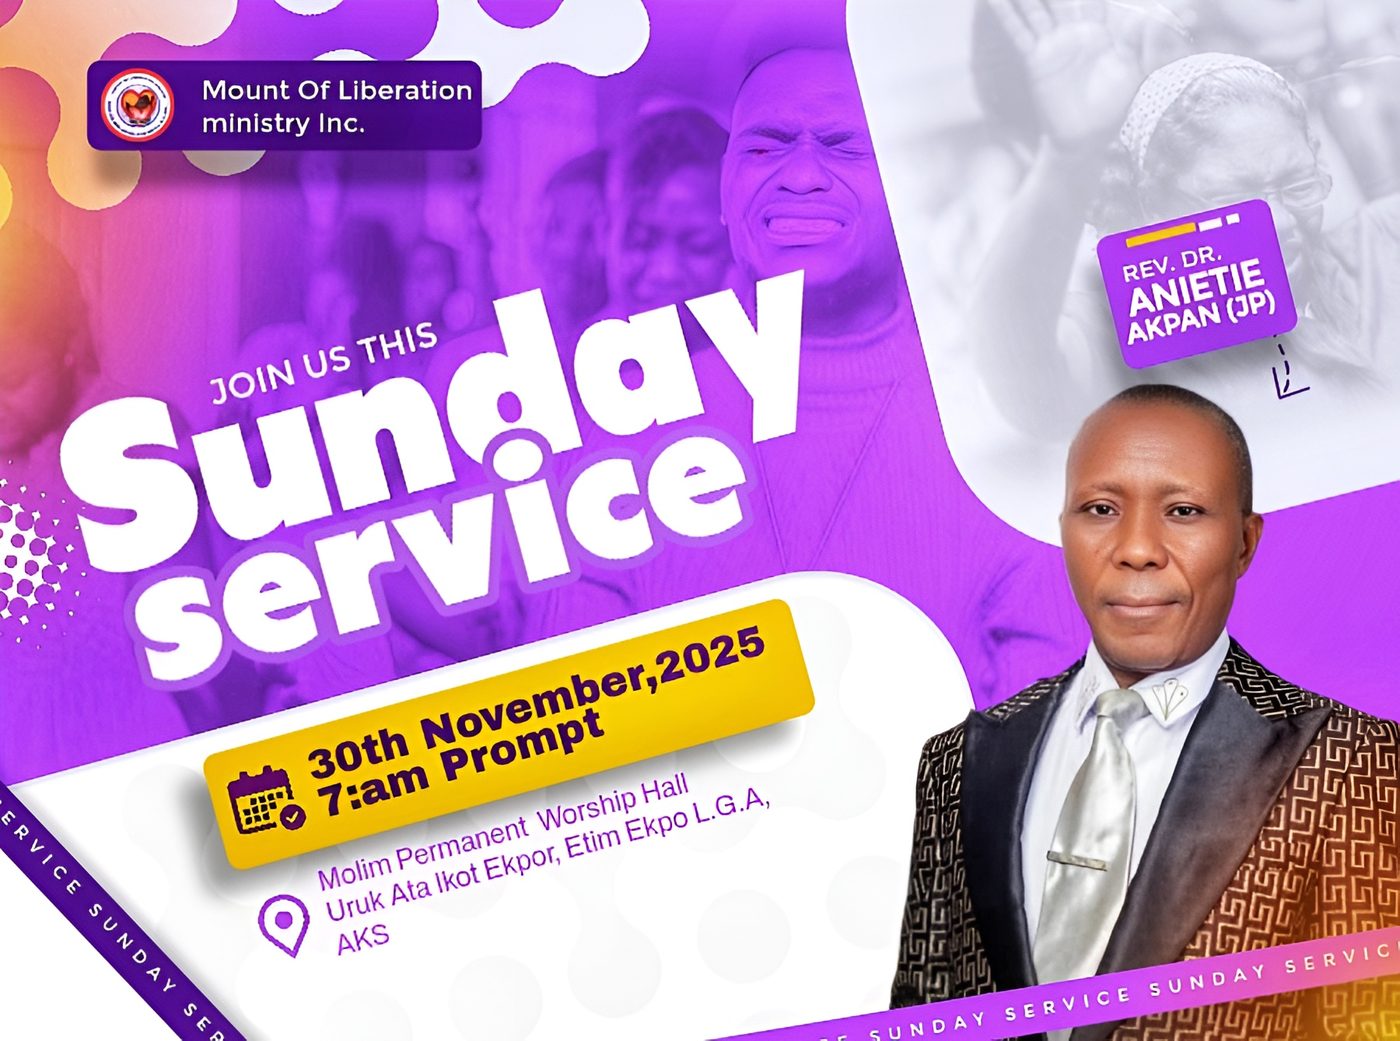 Mount Of Liberation
ministry Inc.
REV. DR.
ANIETIE
AKPAN (JP)
JOIN US THIS
Sunday
service
30th November,2025
7:am Prompt
Molim Permanent Worship Hall
Uruk Ata Ikot Ekpor, Etim Ekpo L.G.A,
AKS
ERVICE SUNDAY SER
CE SUNDAY SERVICE SUNDAY SERVIC